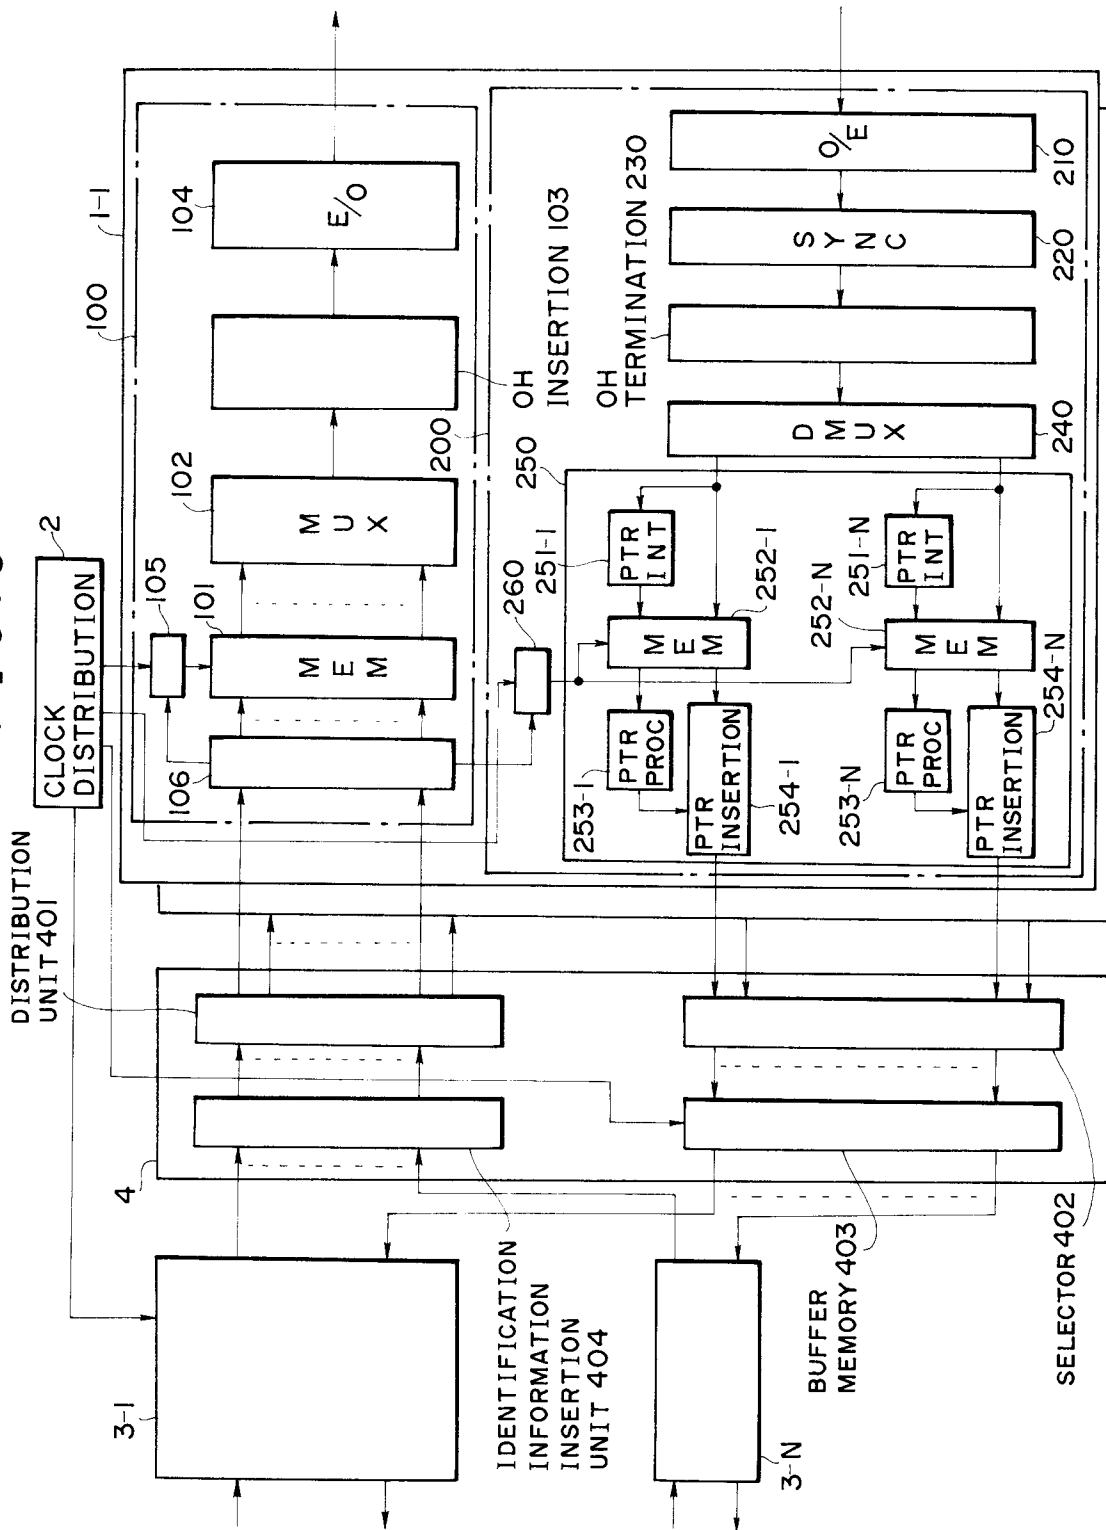 DISTRIBUTION
UNIT 401
CLOCK
DISTRIBUTION
2
1-1
100
104
E/O
OH
INSERTION 103
102
MUX
105
101
MEM
106
200
OH
TERMINATION 230
O/E
210
SYNC
220
DMUX
240
250
260
251-1
PTR
INT
252-1
MEM
253-1
PTR
PROC
PTR
INSERTION
254-1
251-N
PTR
INT
252-N
MEM
253-N
PTR
PROC
PTR
INSERTION
254-N
4
3-1
IDENTIFICATION
INFORMATION
INSERTION
UNIT 404
3-N
BUFFER
MEMORY 403
SELECTOR 402